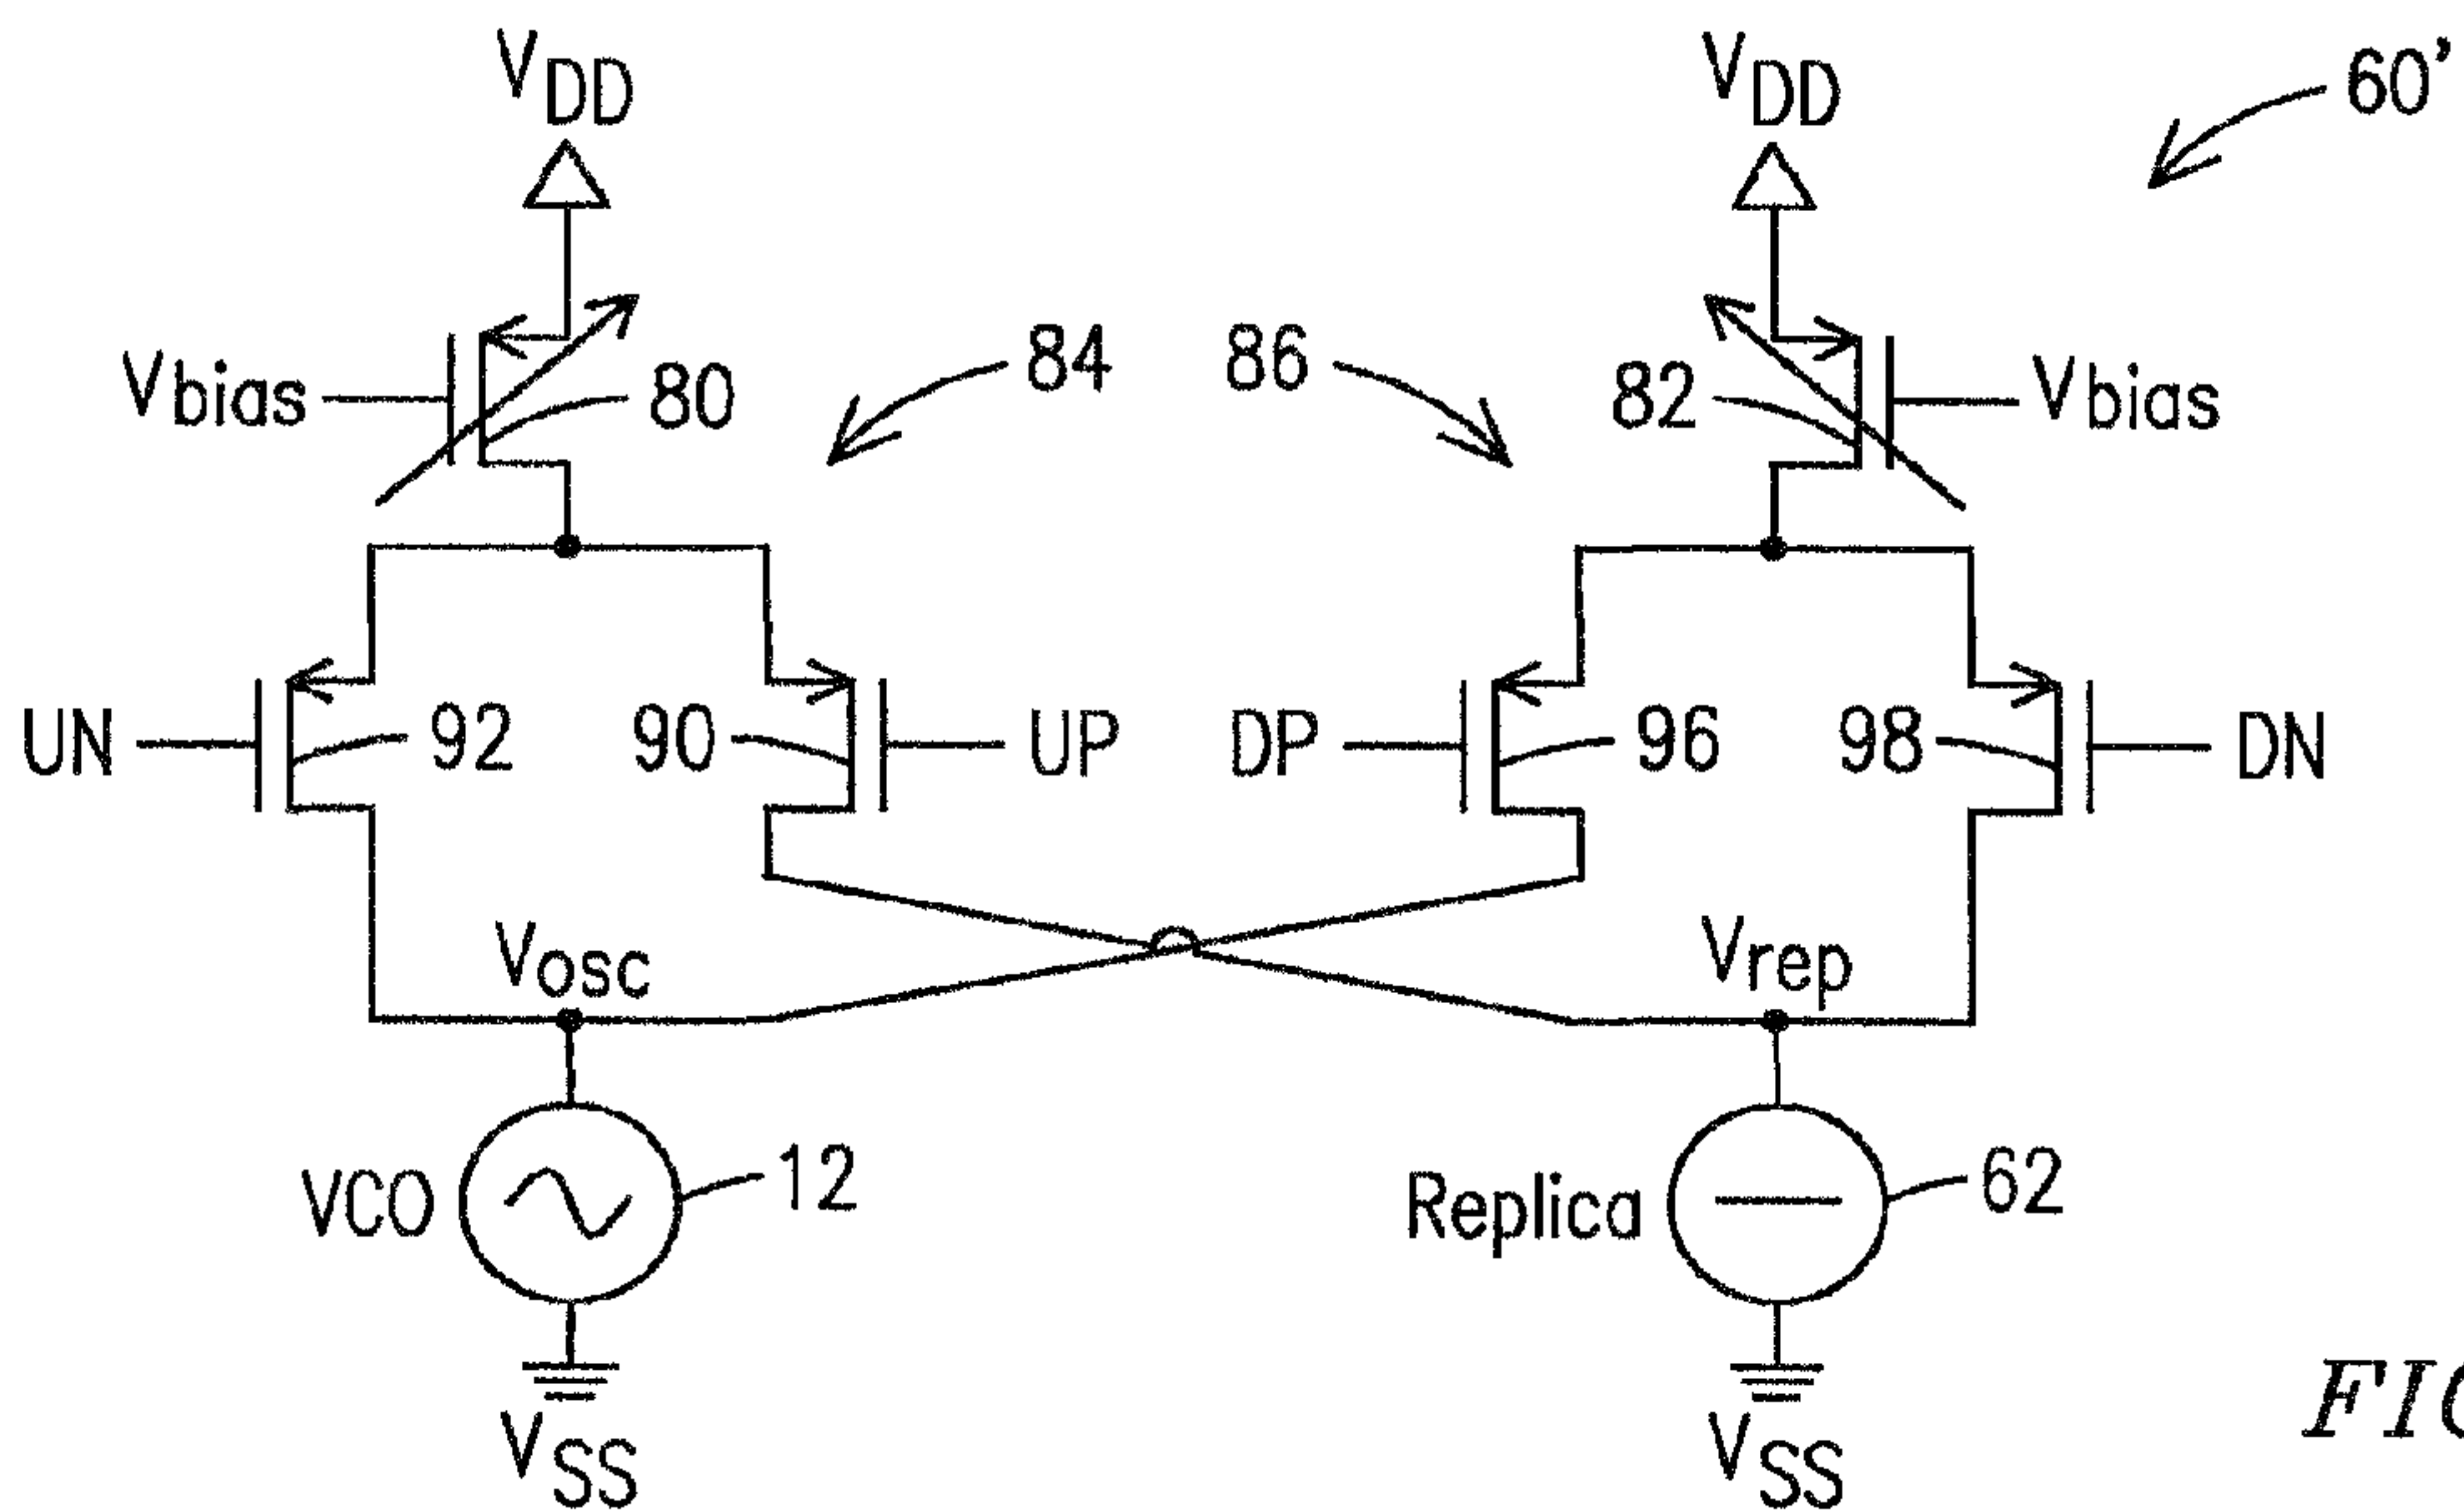 VDD
VDD
60'
Vbias
80
84
86
82
Vbias
UN
92
90
UP
DP
96
98
DN
Vosc
Vrep
VCO
12
Replica
62
VSS
VSS